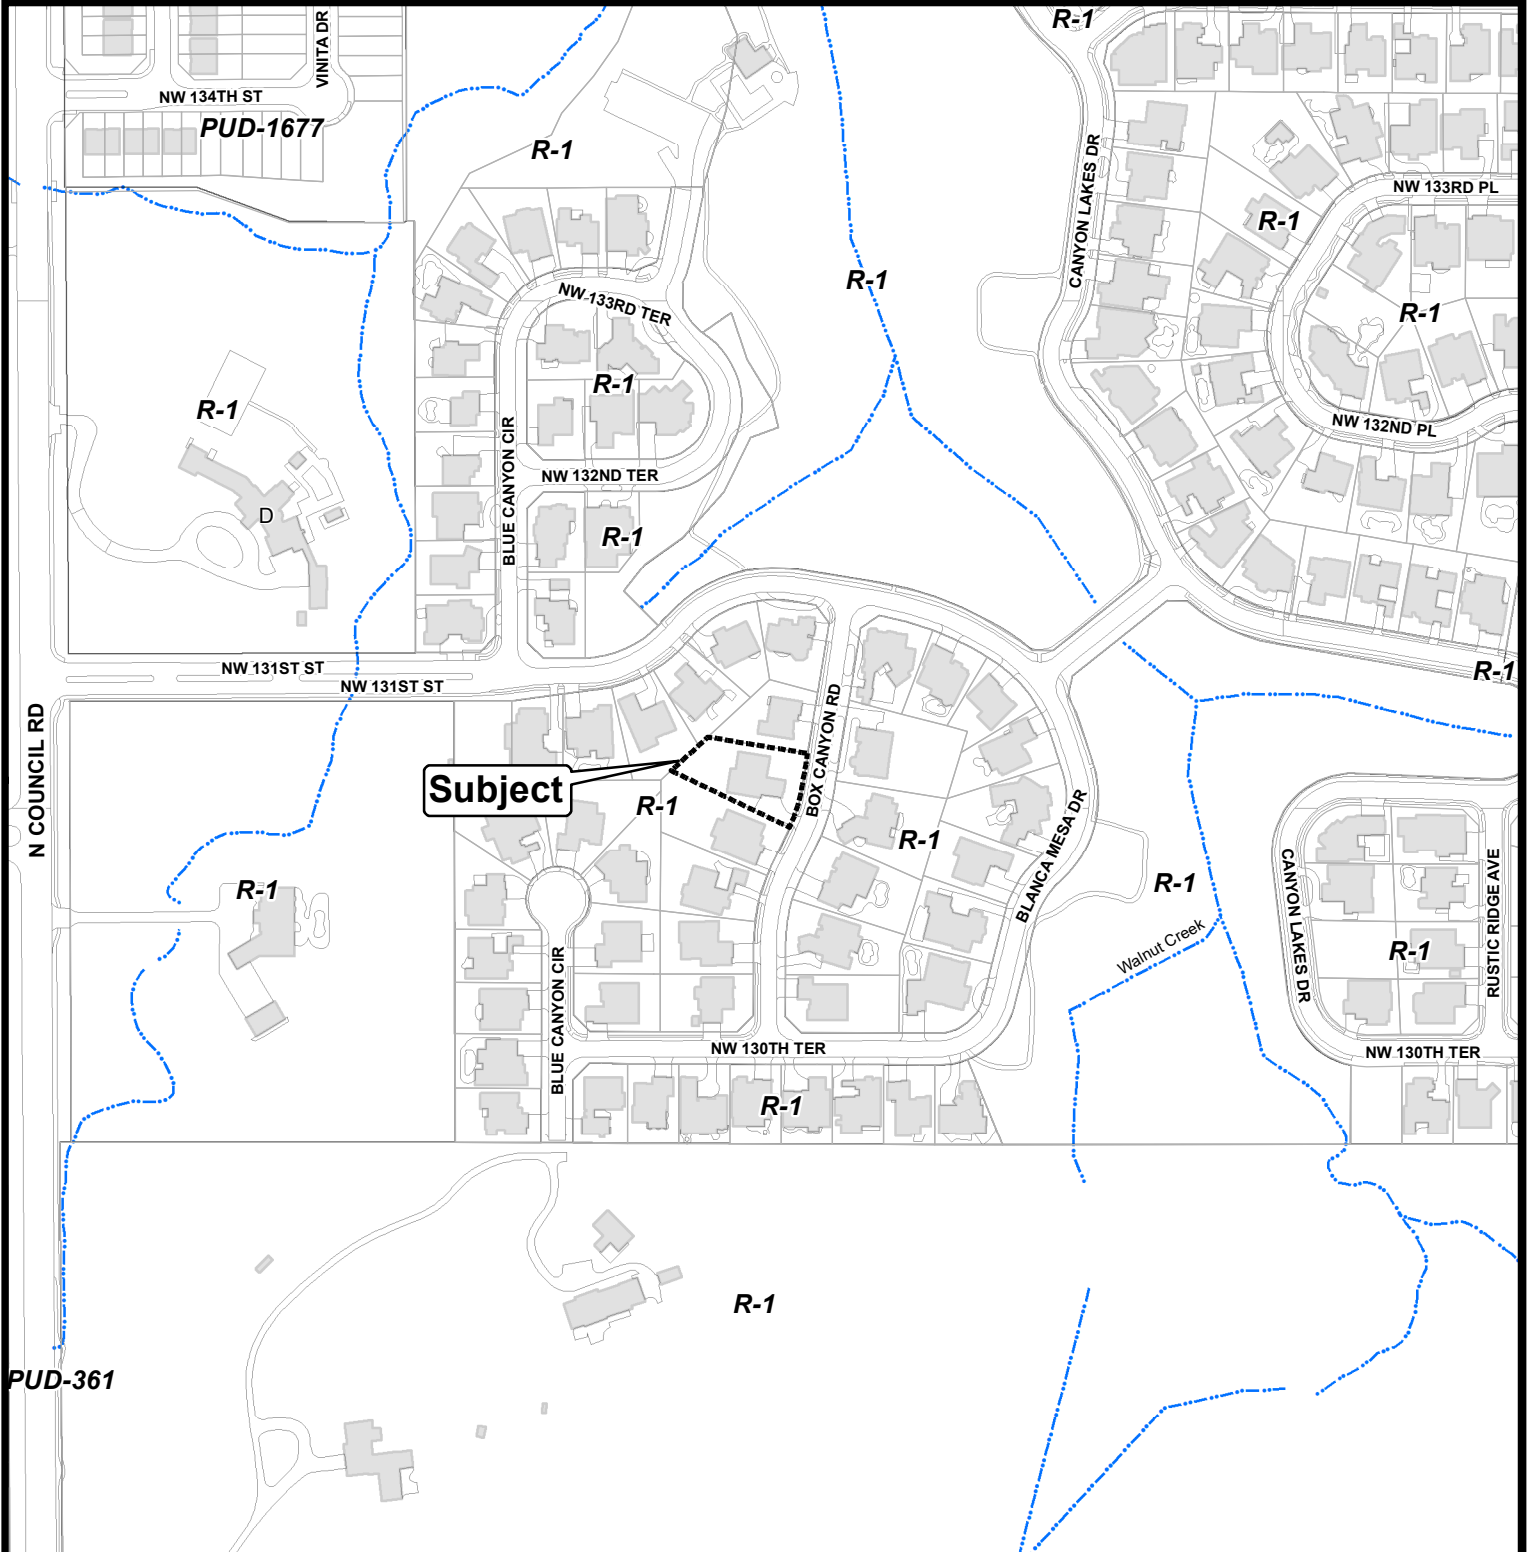 R-1
VINITA DR
NW 134TH ST
PUD-1677
R-1
CANYON LAKES DR
NW 133RD PL
R-1
R-1
NW 133RD TER
R-1
R-1
R-1
NW 132ND PL
BLUE CANYON CIR
NW 132ND TER
D
R-1
NW 131ST ST
R-1
NW 131ST ST
N COUNCIL RD
BOX CANYON RD
Subject
R-1
BLANCA MESA DR
R-1
R-1
R-1
CANYON LAKES DR
RUSTIC RIDGE AVE
Walnut Creek
R-1
BLUE CANYON CIR
NW 130TH TER
NW 130TH TER
R-1
R-1
PUD-361